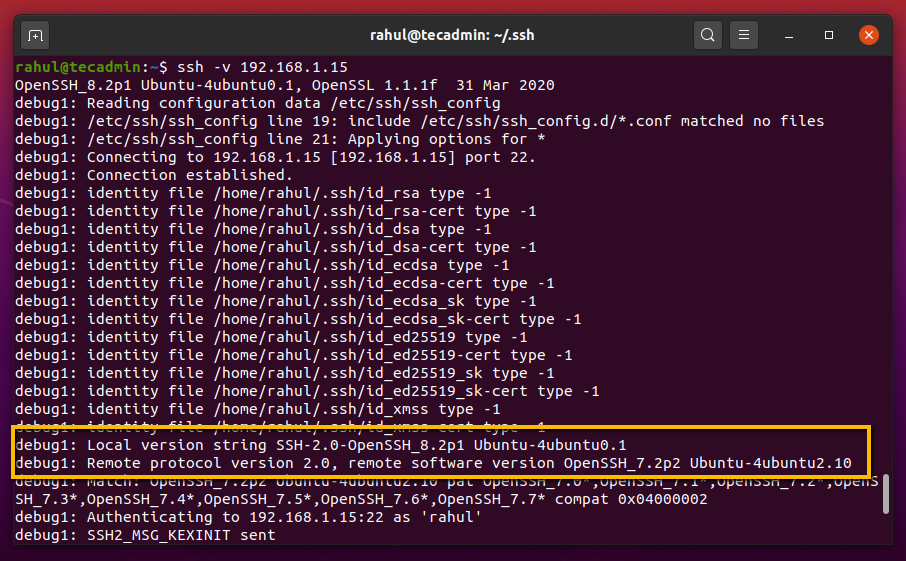 rahul@tecadmin: ~/.ssh
rahul@tecadmin:~$ ssh -v 192.168.1.15
OpenSSH_8.2p1 Ubuntu-4ubuntu0.1, OpenSSL 1.1.1f  31 Mar 2020
debug1: Reading configuration data /etc/ssh/ssh_config
debug1: /etc/ssh/ssh_config line 19: include /etc/ssh/ssh_config.d/*.conf matched no files
debug1: /etc/ssh/ssh_config line 21: Applying options for *
debug1: Connecting to 192.168.1.15 [192.168.1.15] port 22.
debug1: Connection established.
debug1: identity file /home/rahul/.ssh/id_rsa type -1
debug1: identity file /home/rahul/.ssh/id_rsa-cert type -1
debug1: identity file /home/rahul/.ssh/id_dsa type -1
debug1: identity file /home/rahul/.ssh/id_dsa-cert type -1
debug1: identity file /home/rahul/.ssh/id_ecdsa type -1
debug1: identity file /home/rahul/.ssh/id_ecdsa-cert type -1
debug1: identity file /home/rahul/.ssh/id_ecdsa_sk type -1
debug1: identity file /home/rahul/.ssh/id_ecdsa_sk-cert type -1
debug1: identity file /home/rahul/.ssh/id_ed25519 type -1
debug1: identity file /home/rahul/.ssh/id_ed25519-cert type -1
debug1: identity file /home/rahul/.ssh/id_ed25519_sk type -1
debug1: identity file /home/rahul/.ssh/id_ed25519_sk-cert type -1
debug1: identity file /home/rahul/.ssh/id_xmss type -1
debug1: identity file /home/rahul/.ssh/id_xmss-cert type -1
debug1: Local version string SSH-2.0-OpenSSH_8.2p1 Ubuntu-4ubuntu0.1
debug1: Remote protocol version 2.0, remote software version OpenSSH_7.2p2 Ubuntu-4ubuntu2.10
debug1: match: OpenSSH_7.2p2 Ubuntu-4ubuntu2.10 pat OpenSSH_7.0*,OpenSSH_7.1*,OpenSSH_7.2*,OpenS
SH_7.3*,OpenSSH_7.4*,OpenSSH_7.5*,OpenSSH_7.6*,OpenSSH_7.7* compat 0x04000002
debug1: Authenticating to 192.168.1.15:22 as 'rahul'
debug1: SSH2_MSG_KEXINIT sent